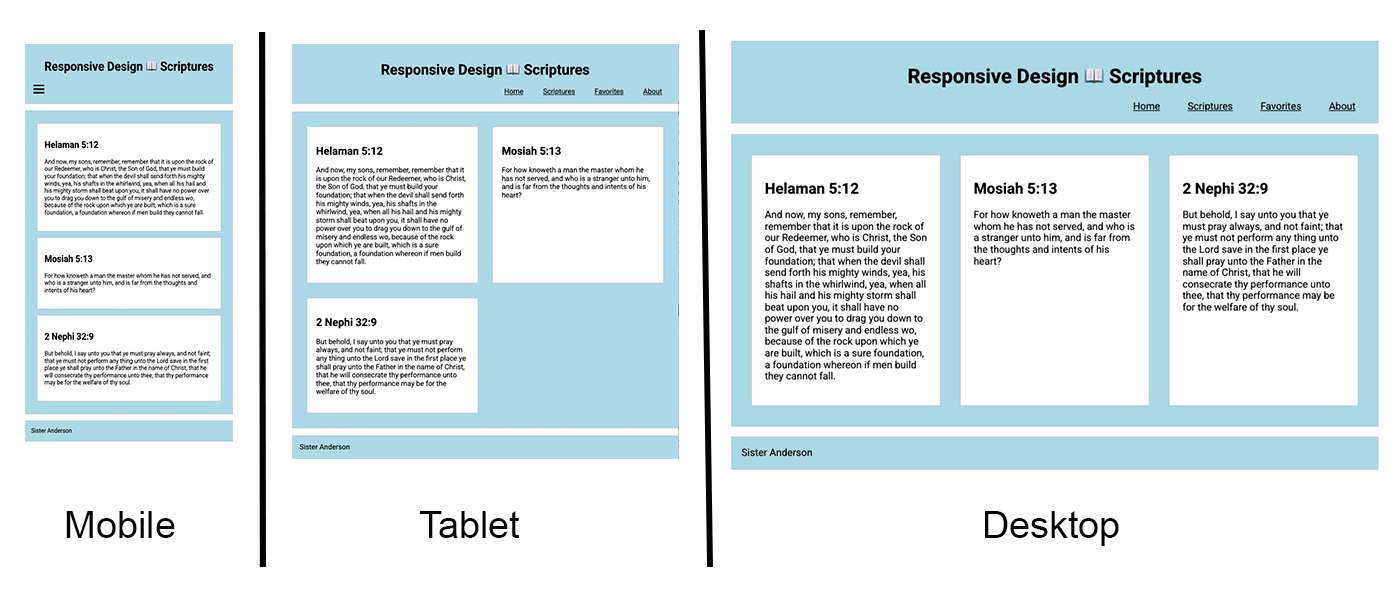 Responsive Design 📖 Scriptures
Helaman 5:12
And now, my sons, remember, remember that it is upon the rock of
our Redeemer, who is Christ, the Son of God, that ye must build
your foundation; that when the devil shall send forth his mighty
winds, yea, his shafts in the whirlwind, yea, when all his hail and
his mighty storm shall beat upon you, it shall have no power over
you to drag you down to the gulf of misery and endless wo,
because of the rock upon which ye are built, which is a sure
foundation, a foundation whereon if men build they cannot fall.
Mosiah 5:13
For how knoweth a man the master whom he has not served, and
who is a stranger unto him, and is far from the thoughts and
intents of his heart?
2 Nephi 32:9
But behold, I say unto you that ye must pray always, and not faint;
that ye must not perform any thing unto the Lord save in the first
place ye shall pray unto the Father in the name of Christ, that he
will consecrate thy performance unto thee, that thy performance
may be for the welfare of thy soul.
Sister Anderson
Mobile
Responsive Design 📖 Scriptures
Home Scriptures Favorites About
Helaman 5:12
And now, my sons, remember, remember that it
is upon the rock of our Redeemer, who is Christ,
the Son of God, that ye must build your
foundation; that when the devil shall send forth
his mighty winds, yea, his shafts in the
whirlwind, yea, when all his hail and his mighty
storm shall beat upon you, it shall have no
power over you to drag you down to the gulf of
misery and endless wo, because of the rock
upon which ye are built, which is a sure
foundation, a foundation whereon if men build
they cannot fall.
Mosiah 5:13
For how knoweth a man the master whom he
has not served, and who is a stranger unto him,
and is far from the thoughts and intents of his
heart?
2 Nephi 32:9
But behold, I say unto you that ye must pray
always, and not faint; that ye must not perform
any thing unto the Lord save in the first place ye
shall pray unto the Father in the name of Christ,
that he will consecrate thy performance unto
thee, that thy performance may be for the
welfare of thy soul.
Sister Anderson
Tablet
Responsive Design 📖 Scriptures
Home Scriptures Favorites About
Helaman 5:12
And now, my sons, remember,
remember that it is upon the rock of
our Redeemer, who is Christ, the Son
of God, that ye must build your
foundation; that when the devil shall
send forth his mighty winds, yea, his
shafts in the whirlwind, yea, when all
his hail and his mighty storm shall
beat upon you, it shall have no
power over you to drag you down to
the gulf of misery and endless wo,
because of the rock upon which ye
are built, which is a sure foundation,
a foundation whereon if men build
they cannot fall.
Mosiah 5:13
For how knoweth a man the master
whom he has not served, and who is
a stranger unto him, and is far from
the thoughts and intents of his
heart?
2 Nephi 32:9
But behold, I say unto you that ye
must pray always, and not faint; that
ye must not perform any thing unto
the Lord save in the first place ye
shall pray unto the Father in the
name of Christ, that he will
consecrate thy performance unto
thee, that thy performance may be
for the welfare of thy soul.
Sister Anderson
Desktop